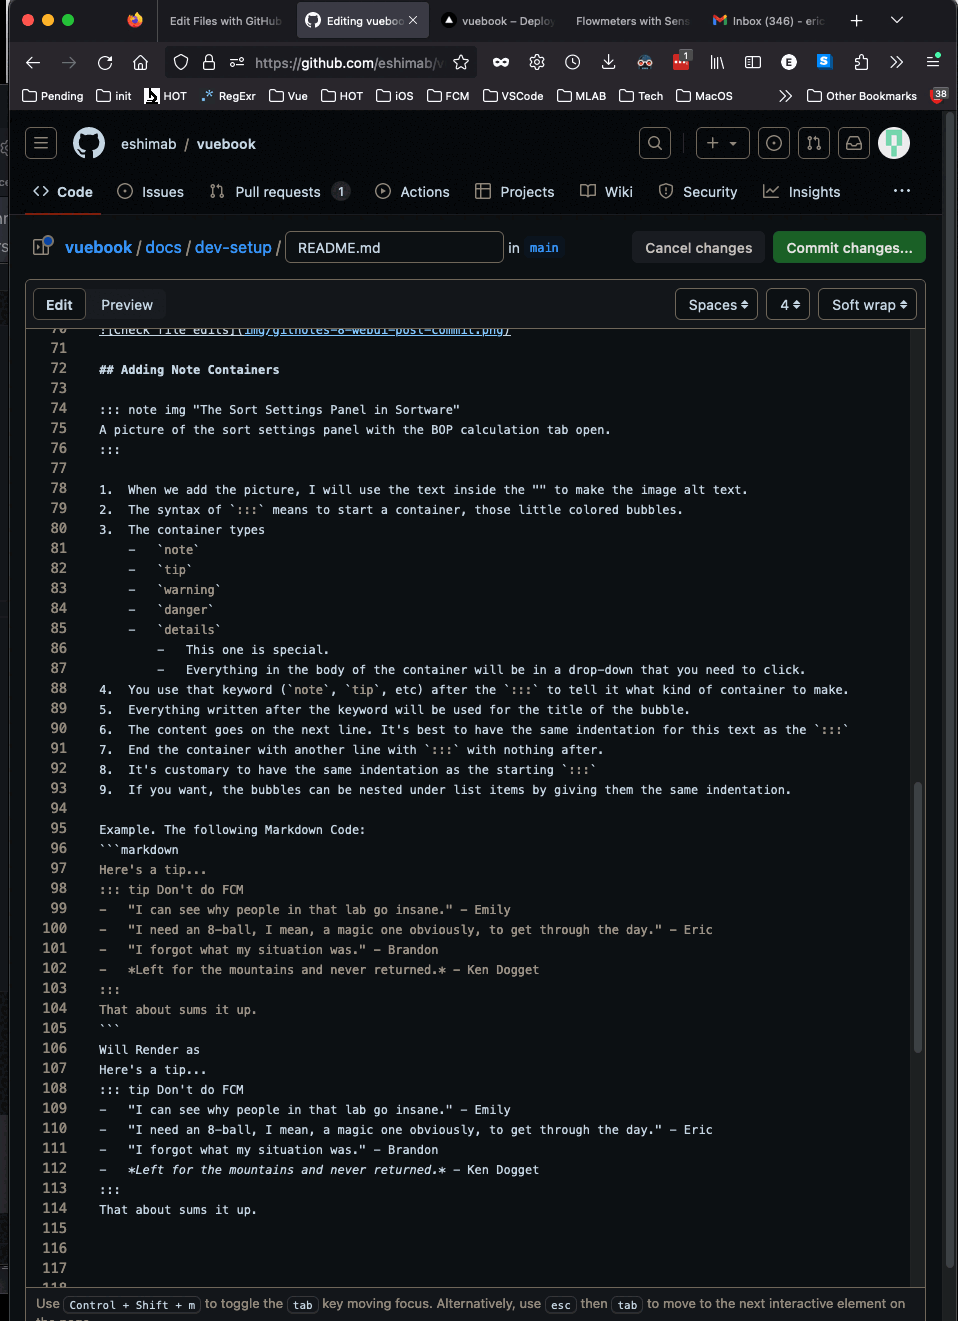 Edit Files with GitHub
Editing vueboo
vuebook – Deploy
Flowmeters with Sens
Inbox (346) - eric
https://github.com/eshimab/v
1
E
S
Pending
init
HOT
.* RegExr
Vue
HOT
iOS
FCM
VSCode
MLAB
Tech
MacOS
Other Bookmarks
38
eshimab / vuebook
Code
Issues
Pull requests 1
Actions
Projects
Wiki
Security
Insights
vuebook / docs / dev-setup / README.md in main
Cancel changes
Commit changes...
Edit
Preview
Spaces
4
Soft wrap
70 ![Check file edits](img/gitnotes-8-webui-post-commit.png)
71
72 ## Adding Note Containers
73
74 ::: note img "The Sort Settings Panel in Sortware"
75 A picture of the sort settings panel with the BOP calculation tab open.
76 :::
77
78 1.  When we add the picture, I will use the text inside the "" to make the image alt text.
79 2.  The syntax of `:::` means to start a container, those little colored bubbles.
80 3.  The container types
81     -   `note`
82     -   `tip`
83     -   `warning`
84     -   `danger`
85     -   `details`
86         -   This one is special.
87         -   Everything in the body of the container will be in a drop-down that you need to click.
88 4.  You use that keyword (`note`, `tip`, etc) after the `:::` to tell it what kind of container to make.
89 5.  Everything written after the keyword will be used for the title of the bubble.
90 6.  The content goes on the next line. It's best to have the same indentation for this text as the `:::`
91 7.  End the container with another line with `:::` with nothing after.
92 8.  It's customary to have the same indentation as the starting `:::`
93 9.  If you want, the bubbles can be nested under list items by giving them the same indentation.
94
95 Example. The following Markdown Code:
96 ```markdown
97 Here's a tip...
98 ::: tip Don't do FCM
99 -   "I can see why people in that lab go insane." - Emily
100 -   "I need an 8-ball, I mean, a magic one obviously, to get through the day." - Eric
101 -   "I forgot what my situation was." - Brandon
102 -   *Left for the mountains and never returned.* - Ken Dogget
103 :::
104 That about sums it up.
105 ```
106 Will Render as
107 Here's a tip...
108 ::: tip Don't do FCM
109 -   "I can see why people in that lab go insane." - Emily
110 -   "I need an 8-ball, I mean, a magic one obviously, to get through the day." - Eric
111 -   "I forgot what my situation was." - Brandon
112 -   *Left for the mountains and never returned.* - Ken Dogget
113 :::
114 That about sums it up.
115
116
117
118
Use Control + Shift + m to toggle the tab key moving focus. Alternatively, use esc then tab to move to the next interactive element on
the page.